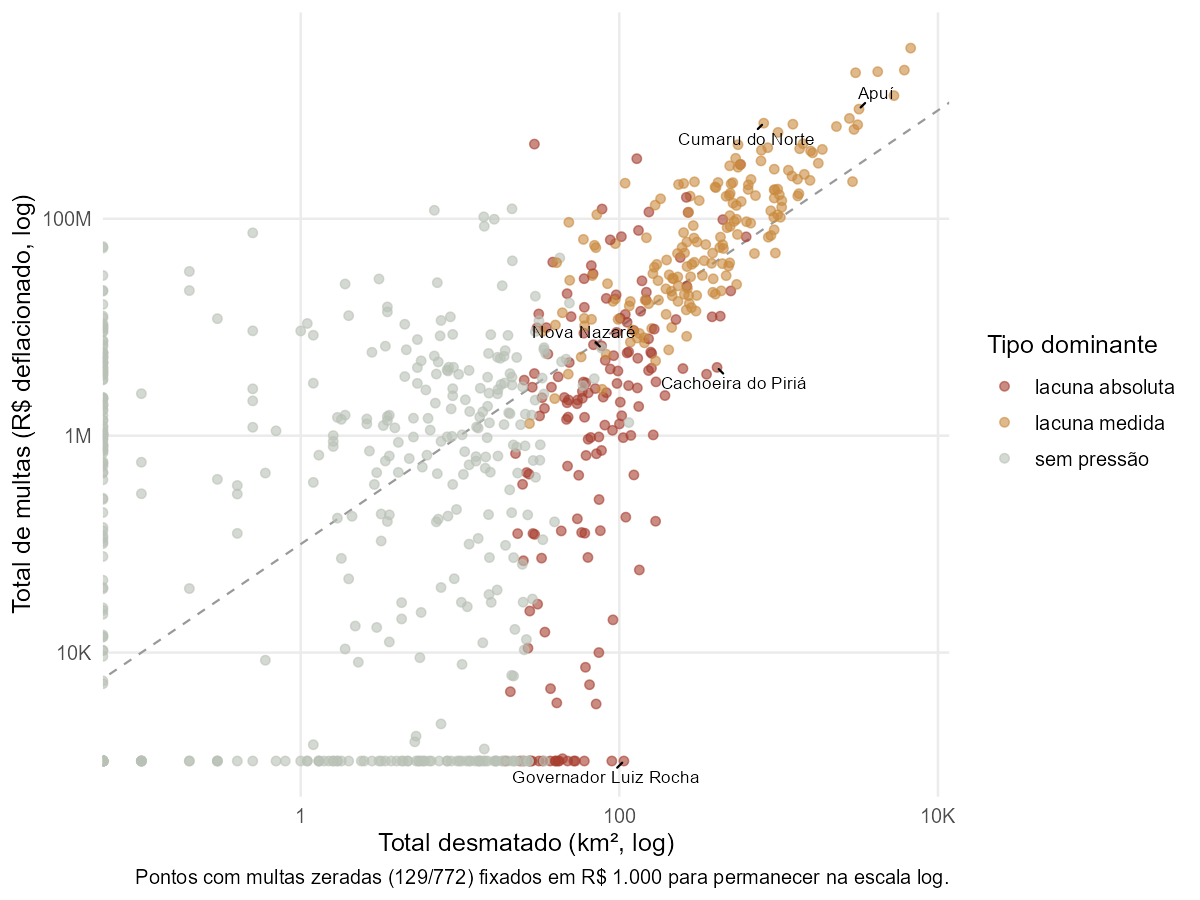 Total de multas (R$ deflacionado, log)
100M
1M
10K
Apuí
Cumaru do Norte
Nova Nazaré
Cachoeira do Piriá
Governador Luiz Rocha
1
100
10K
Total desmatado (km², log)
Pontos com multas zeradas (129/772) fixados em R$ 1.000 para permanecer na escala log.
Tipo dominante
lacuna absoluta
lacuna medida
sem pressão